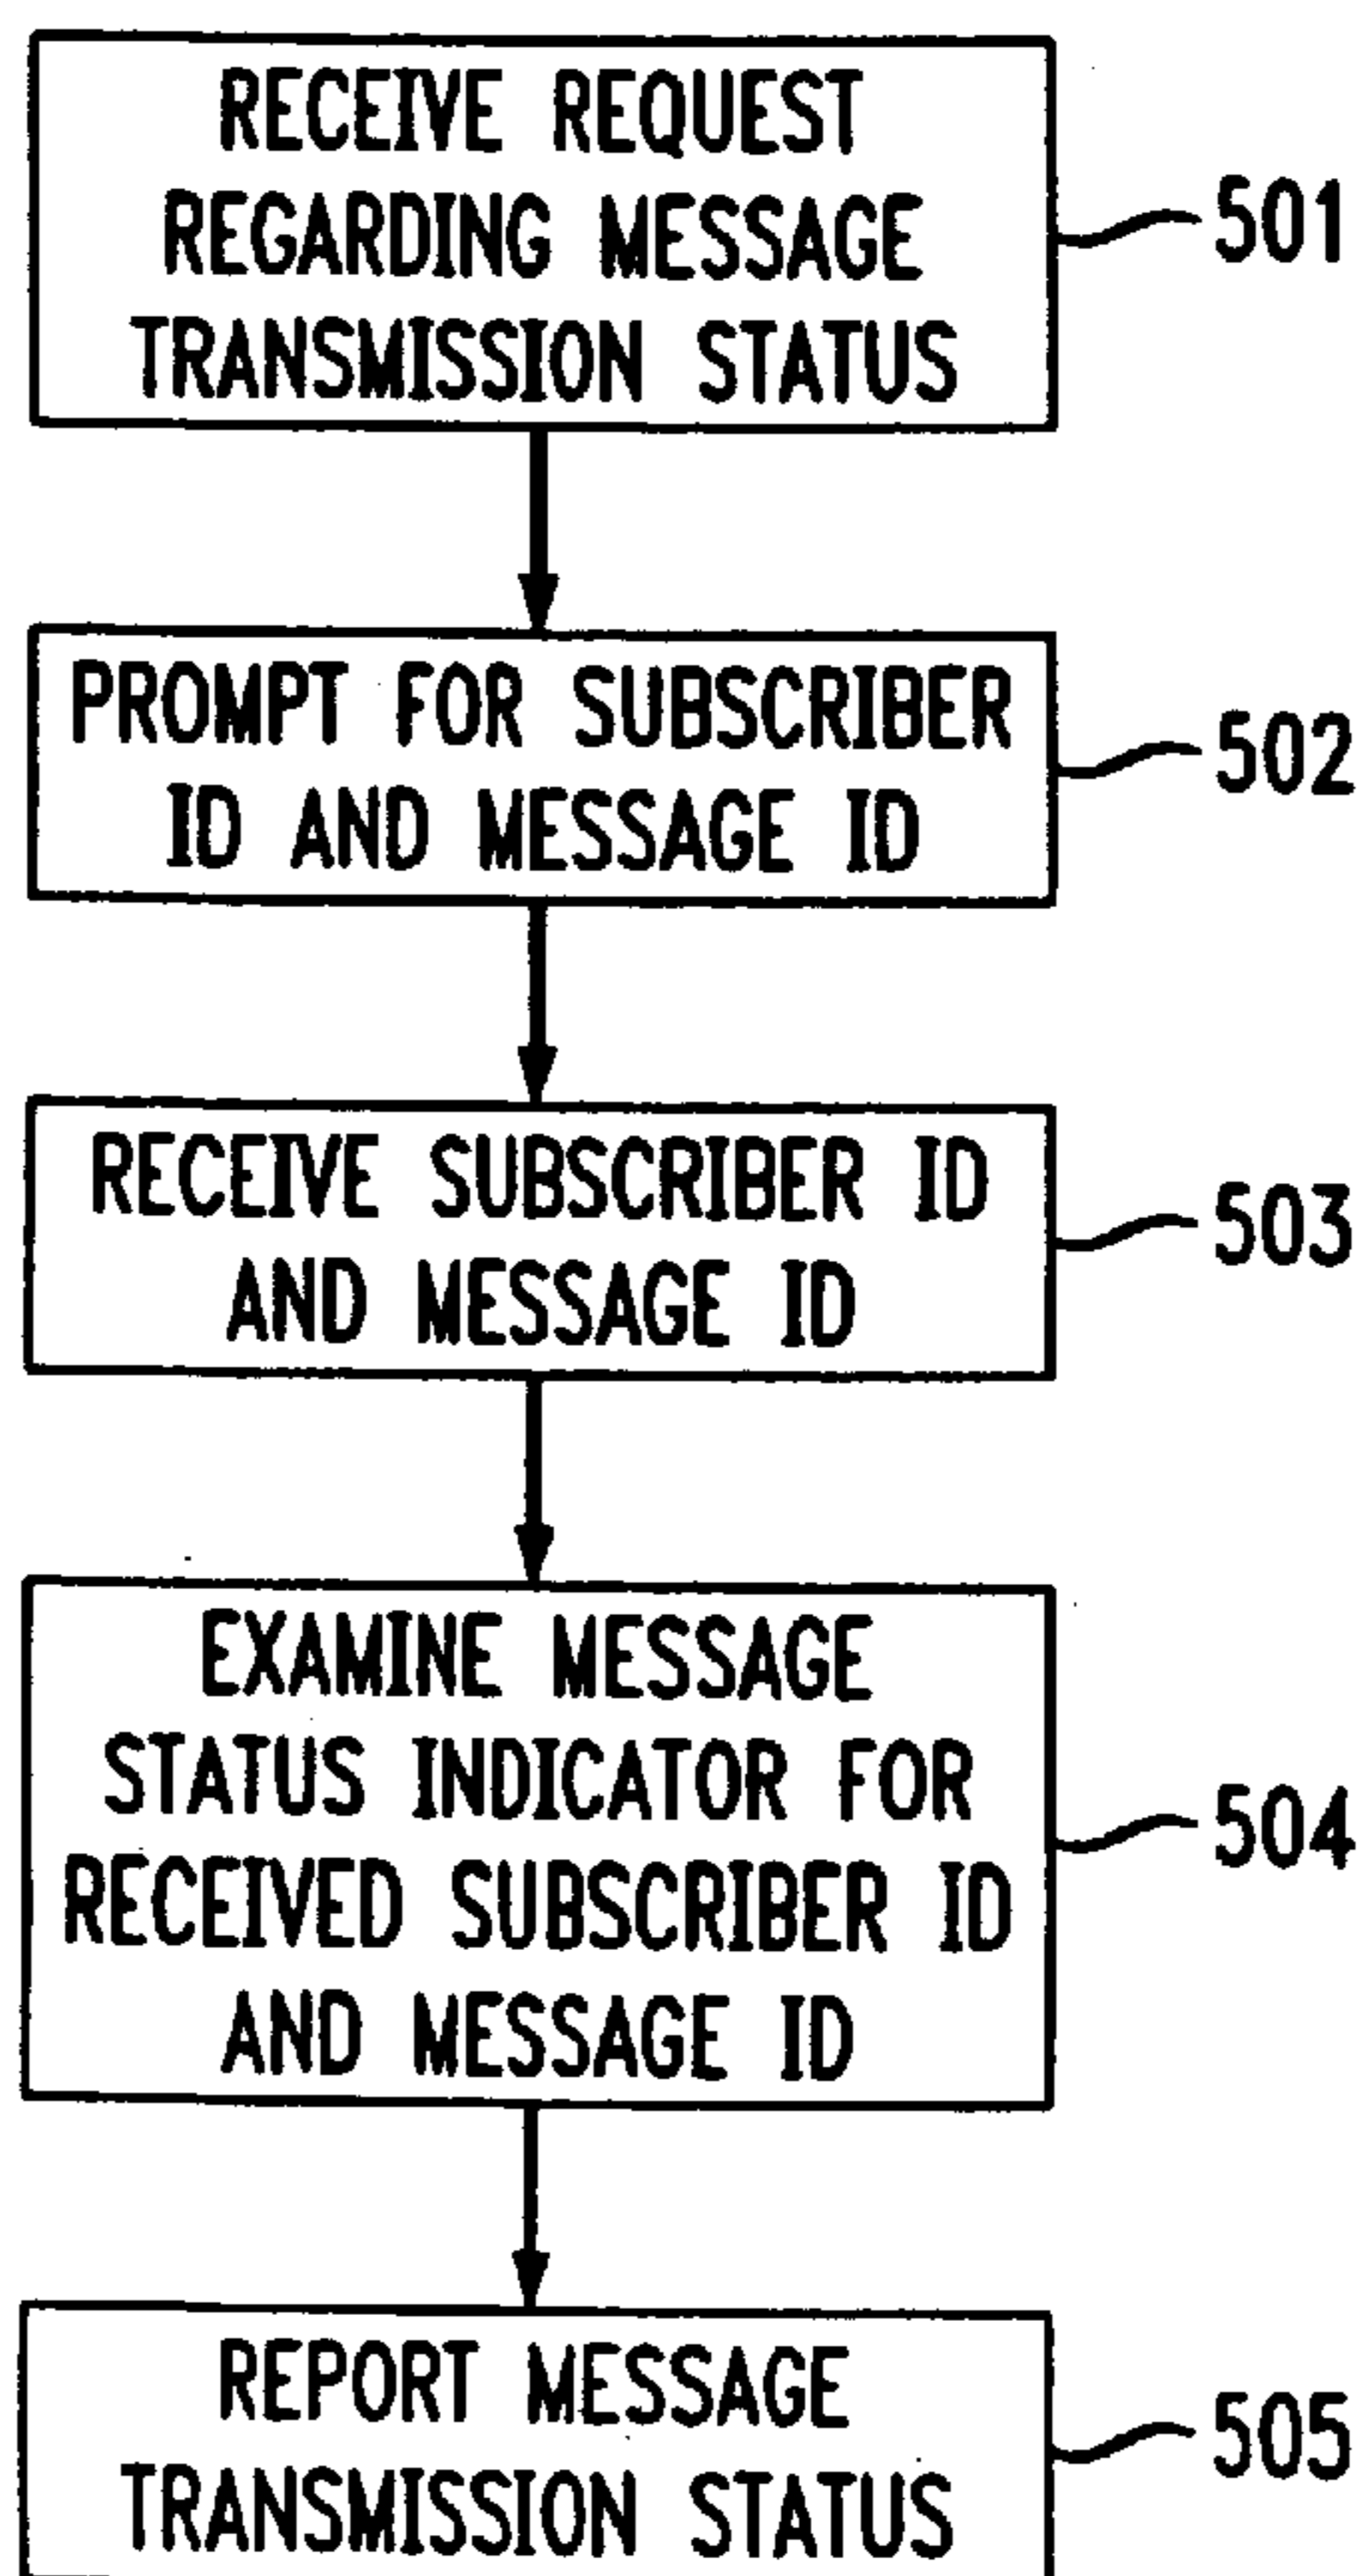 RECEIVE REQUEST
REGARDING MESSAGE
TRANSMISSION STATUS
501
PROMPT FOR SUBSCRIBER
ID AND MESSAGE ID
502
RECEIVE SUBSCRIBER ID
AND MESSAGE ID
503
EXAMINE MESSAGE
STATUS INDICATOR FOR
RECEIVED SUBSCRIBER ID
AND MESSAGE ID
504
REPORT MESSAGE
TRANSMISSION STATUS
505